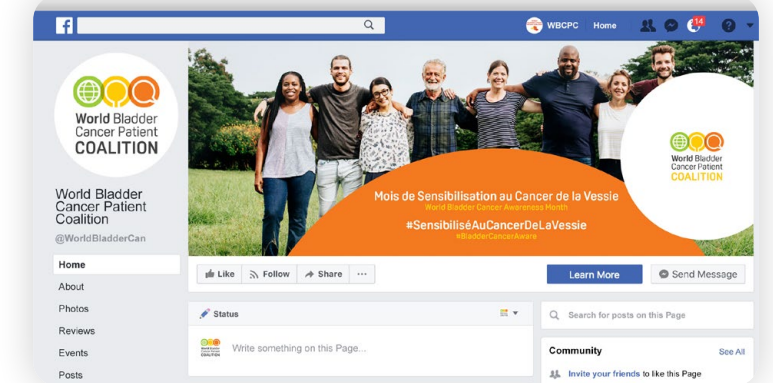 WBCPC Home 14
World Bladder
Cancer Patient
COALITION
World Bladder
Cancer Patient
COALITION
Mois de Sensibilisation au Cancer de la Vessie
World Bladder Cancer Awareness Month
#SensibiliséAuCancerDeLaVessie
#BladderCancerAware
World Bladder
Cancer Patient
Coalition
@WorldBladderCan
Home
About
Photos
Reviews
Events
Posts
Like Follow Share ...
Learn More Send Message
Status
Write something on this Page...
Search for posts on this Page
Community See All
Invite your friends to like this Page